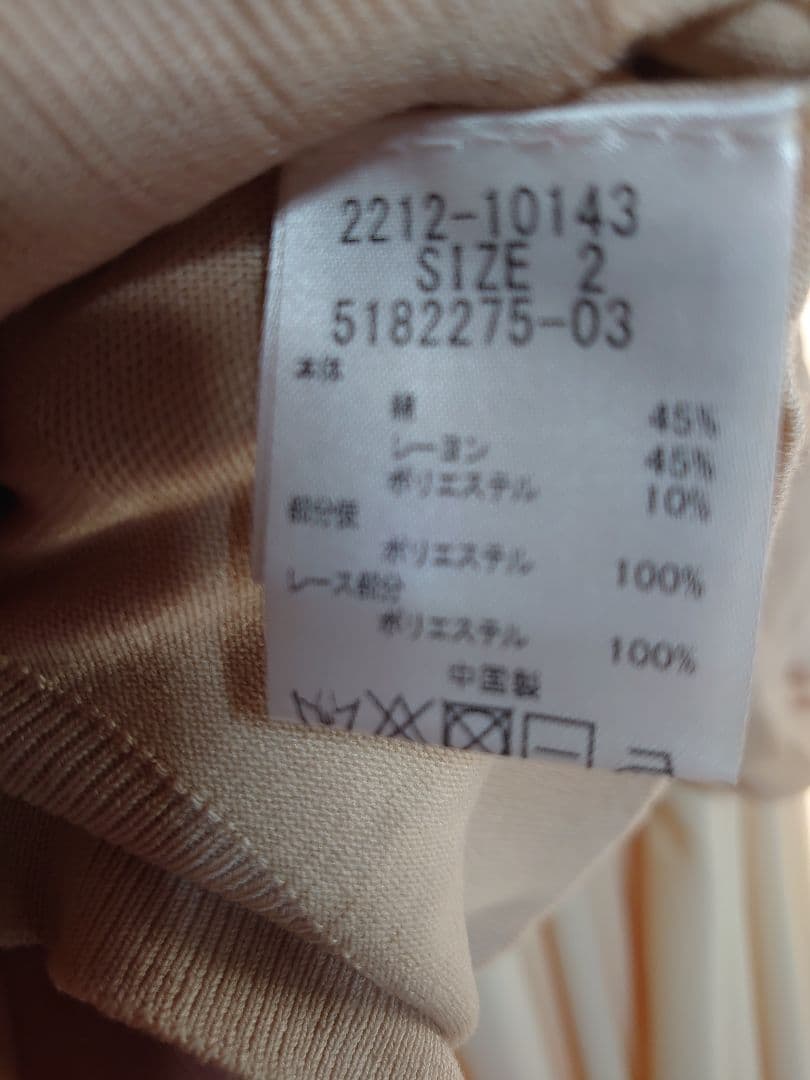 2212-10143
SIZE 2
5182275-03
本体
綿 45%
レーヨン 45%
ポリエステル 10%
部分使
ポリエステル 100%
レース部分
ポリエステル 100%
中国製